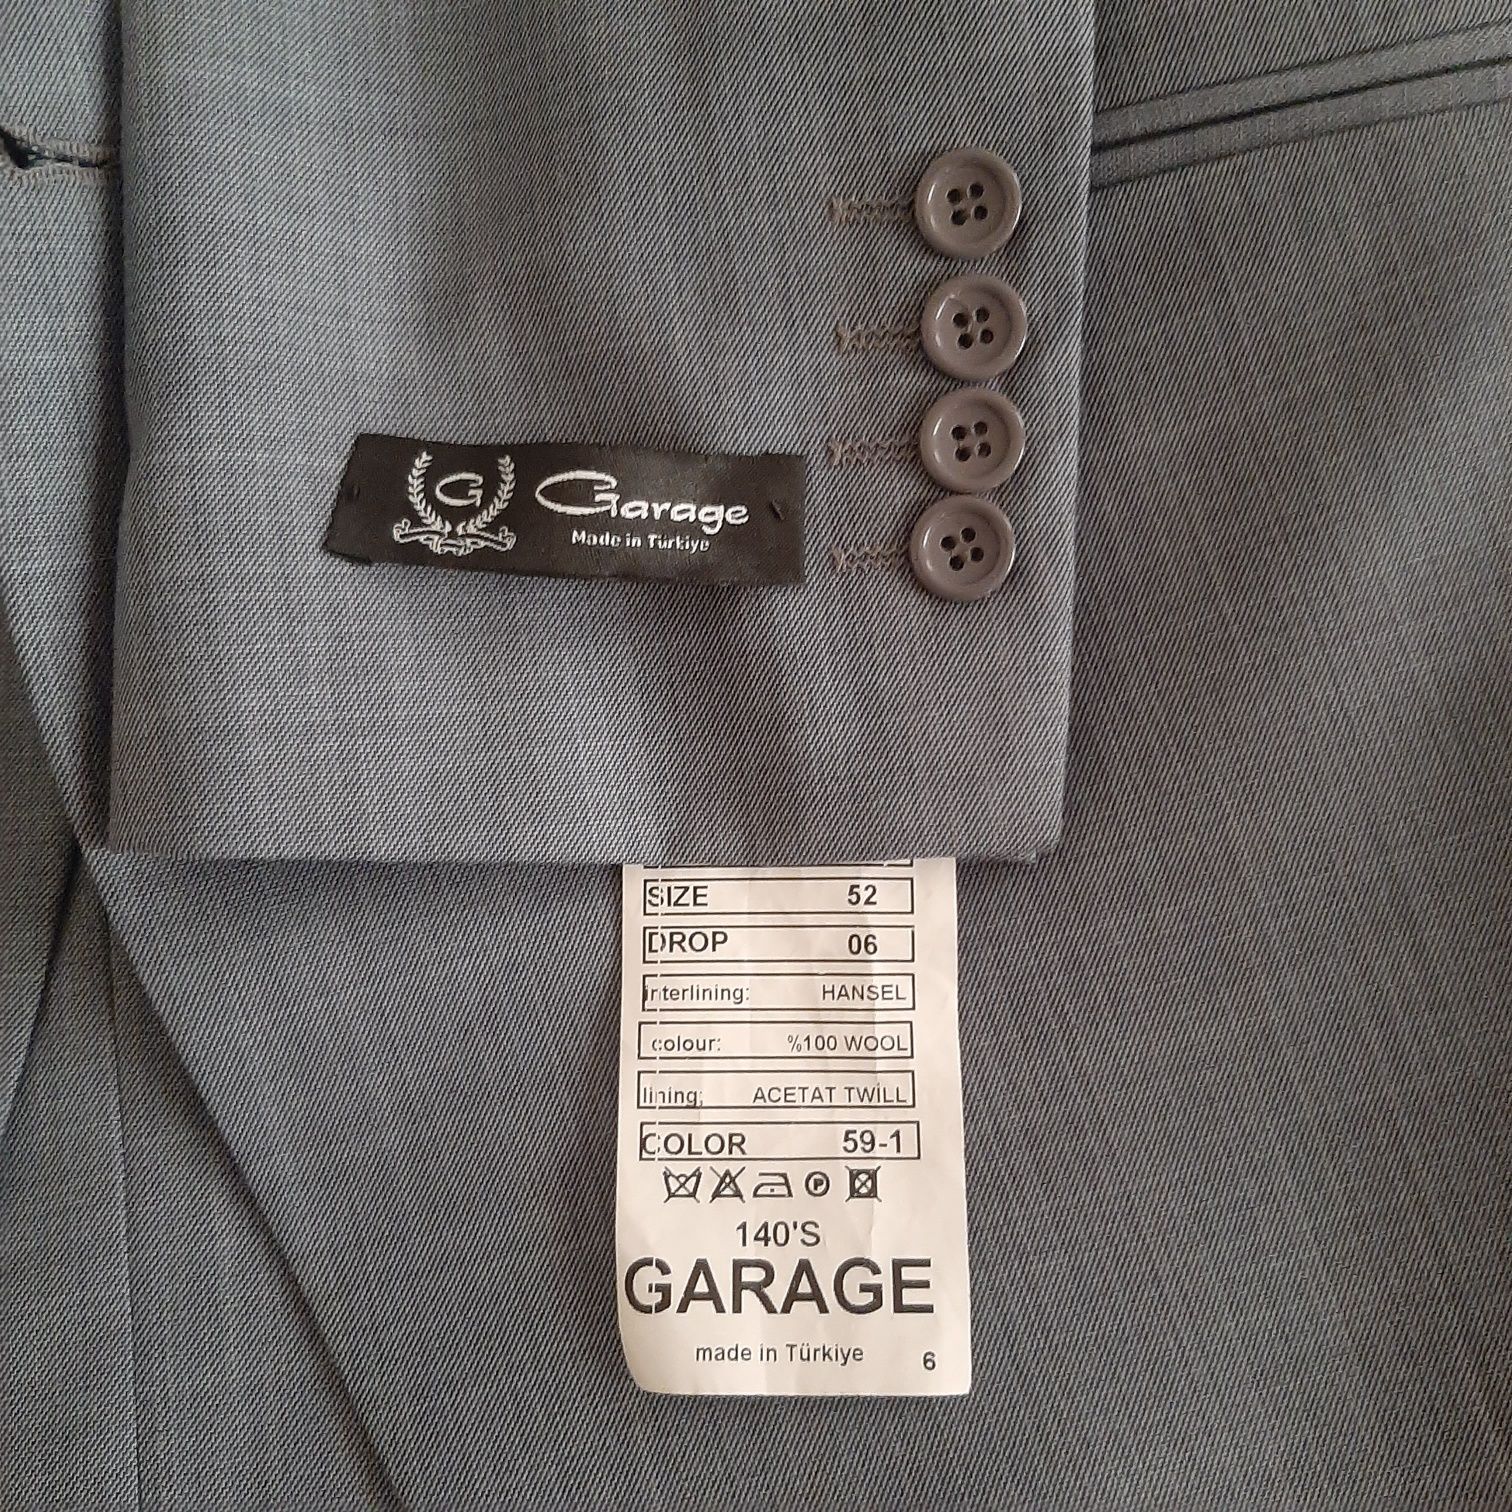 G Garage
Made in Türkiye
SIZE 52
DROP 06
interlining: HANSEL
colour: %100 WOOL
lining; ACETAT TWİLL
COLOR 59-1
P
140'S
GARAGE
made in Türkiye 6